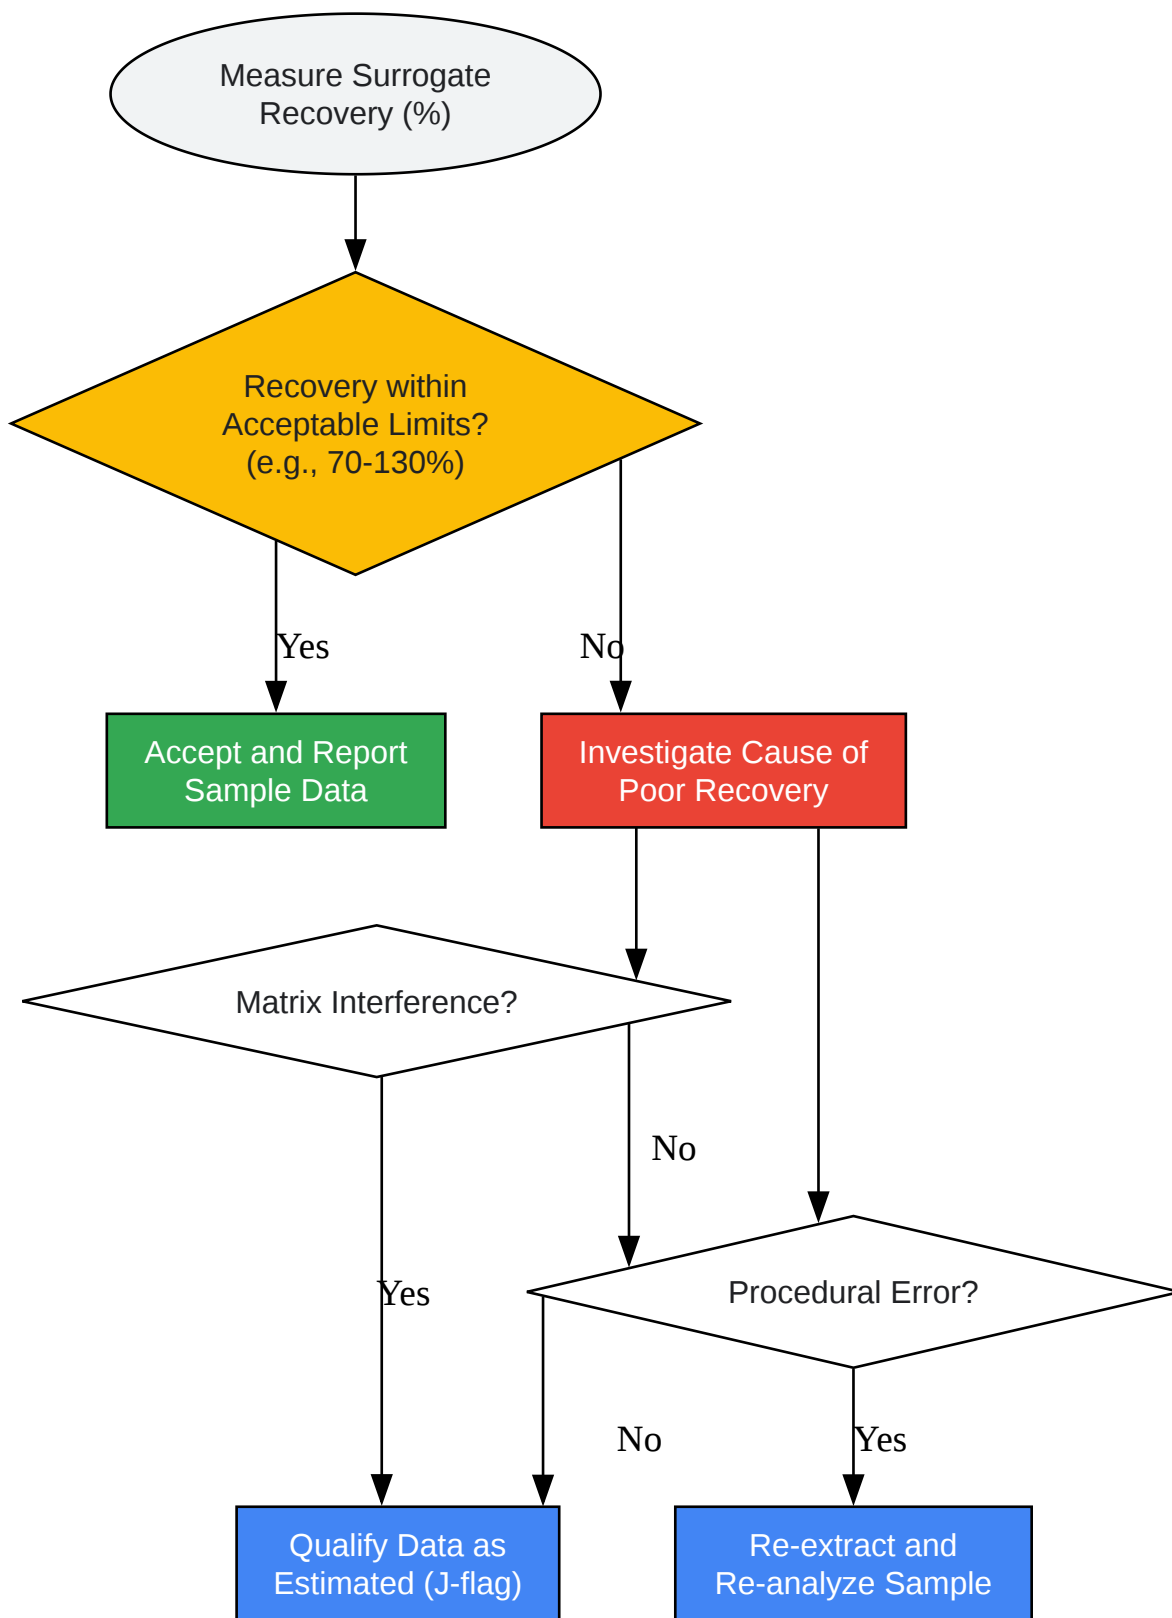 Measure Surrogate
Recovery (%)
Recovery within
Acceptable Limits?
(e.g., 70-130%)
Yes
No
Accept and Report
Sample Data
Investigate Cause of
Poor Recovery
Matrix Interference?
No
Yes
Procedural Error?
No
Yes
Qualify Data as
Estimated (J-flag)
Re-extract and
Re-analyze Sample